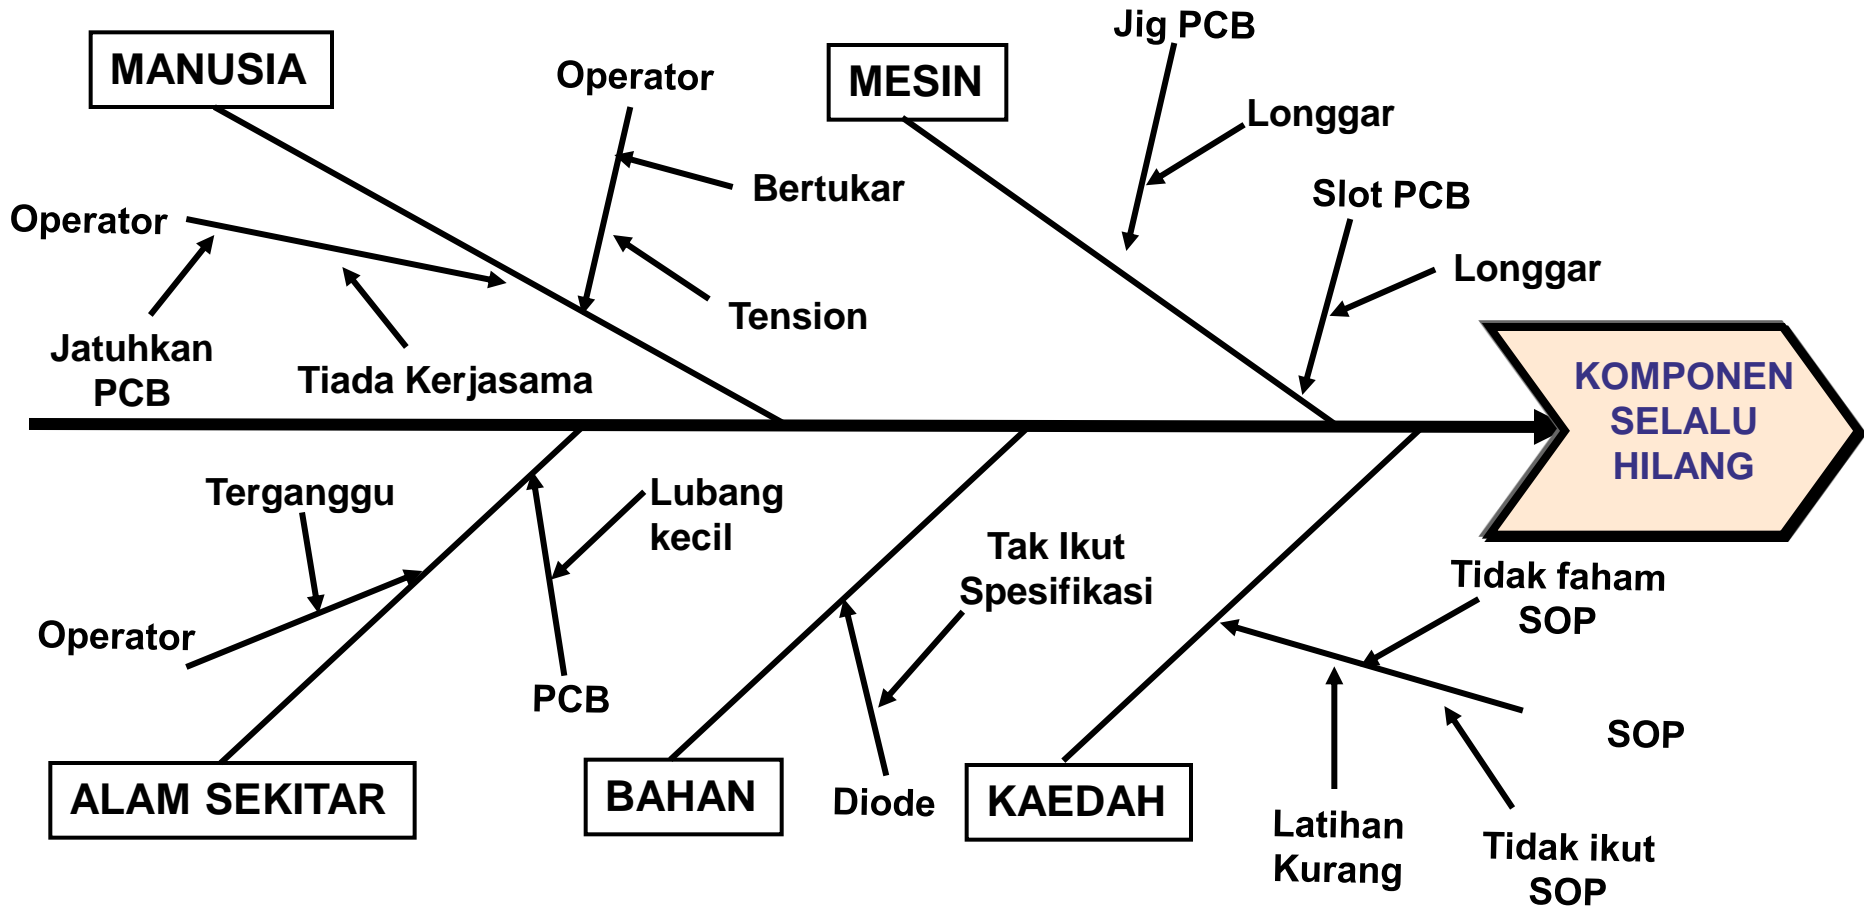 MANUSIA
Operator
MESIN
Jig PCB
Longgar
Bertukar
Slot PCB
Operator
Longgar
Tension
Jatuhkan
PCB
Tiada Kerjasama
KOMPONEN
SELALU
HILANG
Terganggu
Lubang
kecil
Tak Ikut
Spesifikasi
Tidak faham
SOP
Operator
PCB
SOP
ALAM SEKITAR
BAHAN
Diode
KAEDAH
Latihan
Kurang
Tidak ikut
SOP